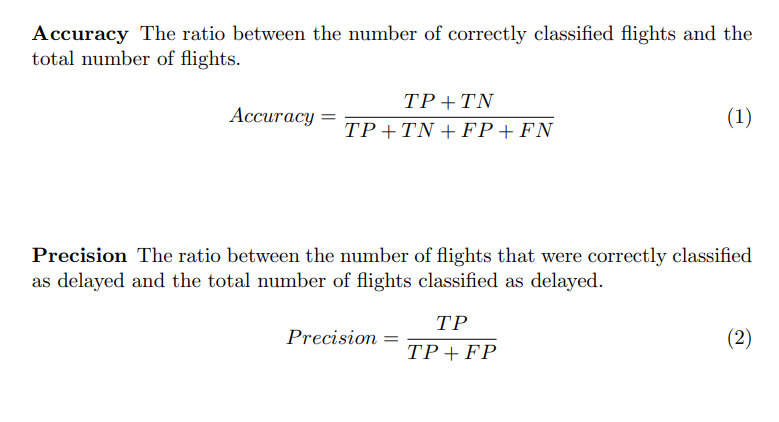 Accuracy The ratio between the number of correctly classified flights and the
total number of flights.
Accuracy = \frac{TP + TN}{TP + TN + FP + FN} (1)
Precision The ratio between the number of flights that were correctly classified
as delayed and the total number of flights classified as delayed.
Precision = \frac{TP}{TP + FP} (2)